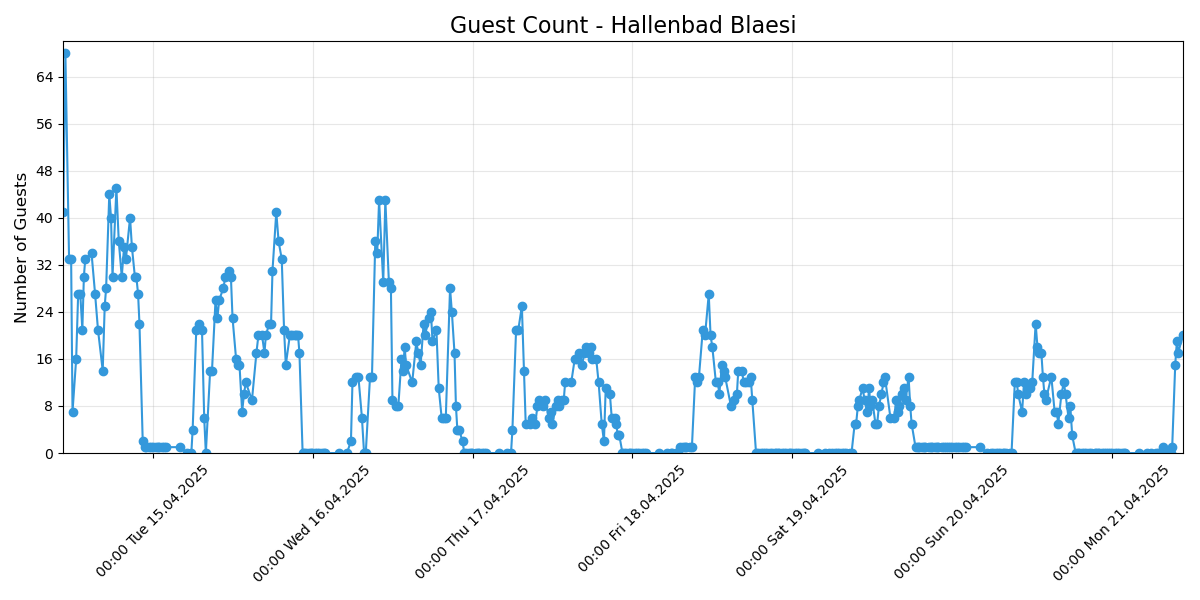 Guest Count - Hallenbad Blaesi
Number of Guests
64
56
48
40
32
24
16
8
0
00:00 Tue 15.04.2025
00:00 Wed 16.04.2025
00:00 Thu 17.04.2025
00:00 Fri 18.04.2025
00:00 Sat 19.04.2025
00:00 Sun 20.04.2025
00:00 Mon 21.04.2025